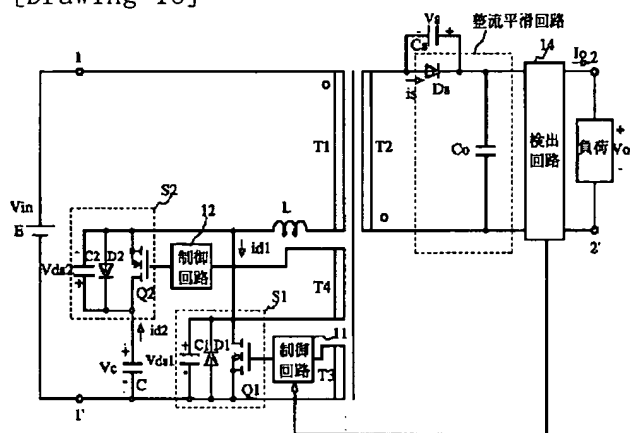 [Drawing 10]
Vs
- +
Cs
整流平滑回路
14
Io
2
1
is
Ds
T1
T2
Co
検出
回路
負荷
+
Vo
-
S2
Vin
E
12
L
C2
D2
制御
回路
id1
Vds2
+
Q2
T4
S1
2'
id2
+
Vc
-
C
+
Vds1
-
C1
D1
制御
回路
11
Q1
T3
1'